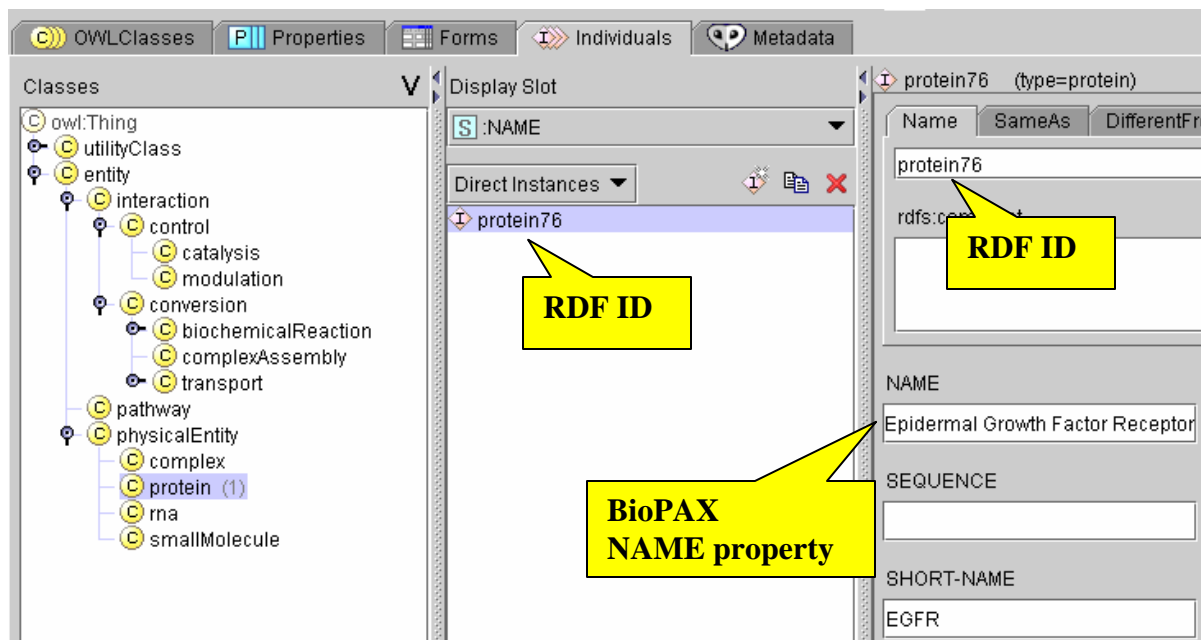 OWLClasses
Properties
Forms
Individuals
Metadata
Classes
V
owl:Thing
utilityClass
entity
interaction
control
catalysis
modulation
conversion
biochemicalReaction
complexAssembly
transport
pathway
physicalEntity
complex
protein (1)
rna
smallMolecule
Display Slot
S :NAME
Direct Instances
protein76
RDF ID
protein76 (type=protein)
Name SameAs DifferentFr
protein76
RDF ID
NAME
Epidermal Growth Factor Receptor
BioPAX
NAME property
SEQUENCE
SHORT-NAME
EGFR